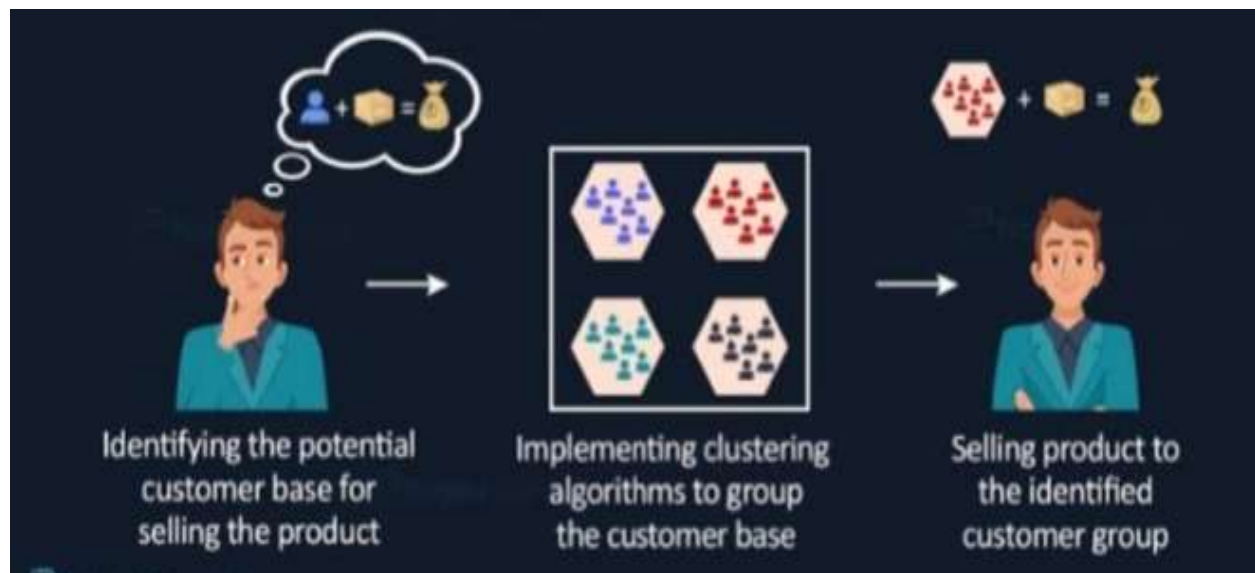 Identifying the potential
customer base for
selling the product
Implementing clustering
algorithms to group
the customer base
Selling product to
the identified
customer group